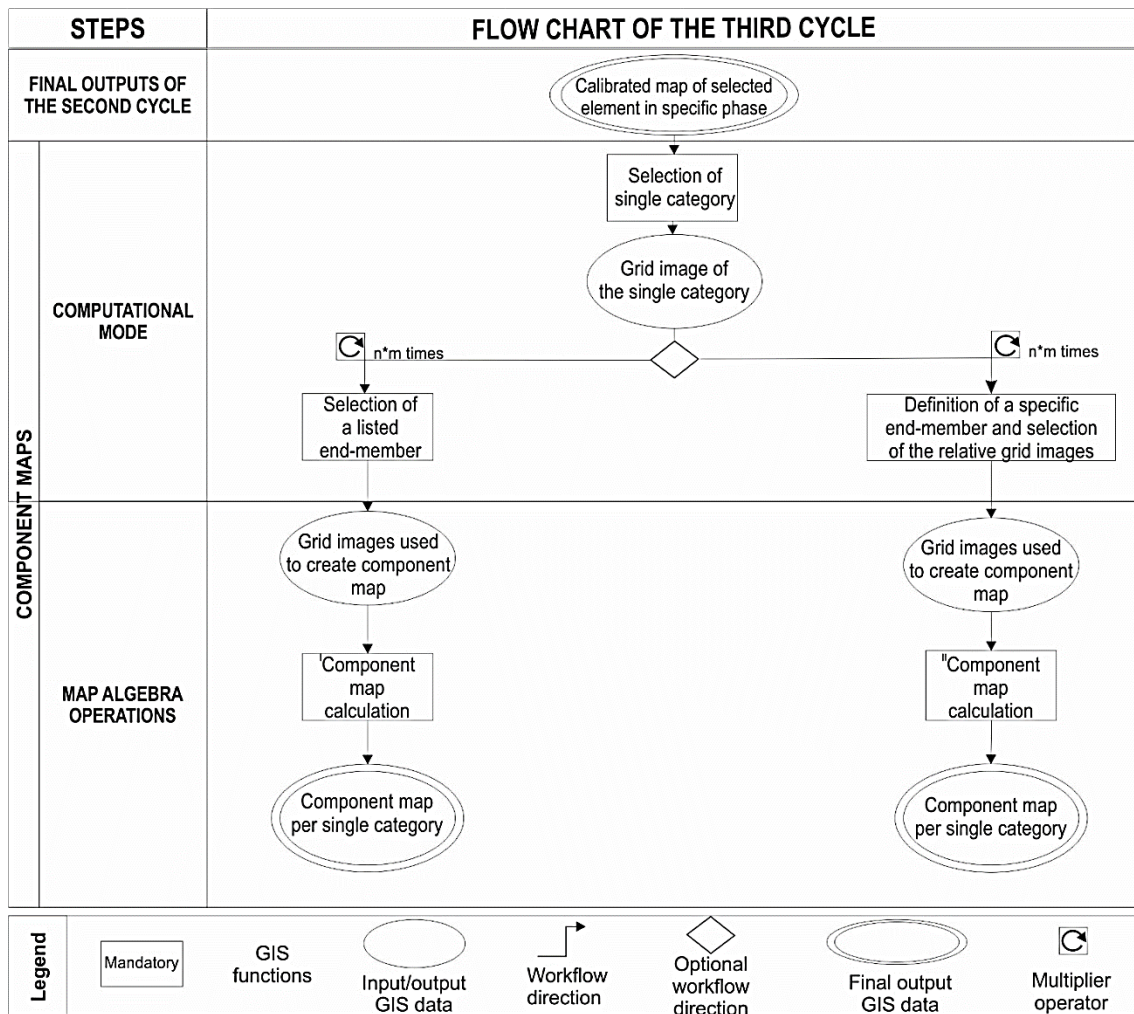 STEPS
FLOW CHART OF THE THIRD CYCLE
FINAL OUTPUTS OF
THE SECOND CYCLE
Calibrated map of selected
element in specific phase
COMPONENT MAPS
COMPUTATIONAL
MODE
Selection of
single category
Grid image of
the single category
n*m times
n*m times
Selection of
a listed
end-member
Definition of a specific
end-member and selection
of the relative grid images
MAP ALGEBRA
OPERATIONS
Grid images used
to create component
map
Grid images used
to create component
map
ˡComponent
map
calculation
ˡˡComponent
map
calculation
Component map
per single category
Component map
per single category
Legend
Mandatory
GIS
functions
Input/output
GIS data
Workflow
direction
Optional
workflow
direction
Final output
GIS data
Multiplier
operator